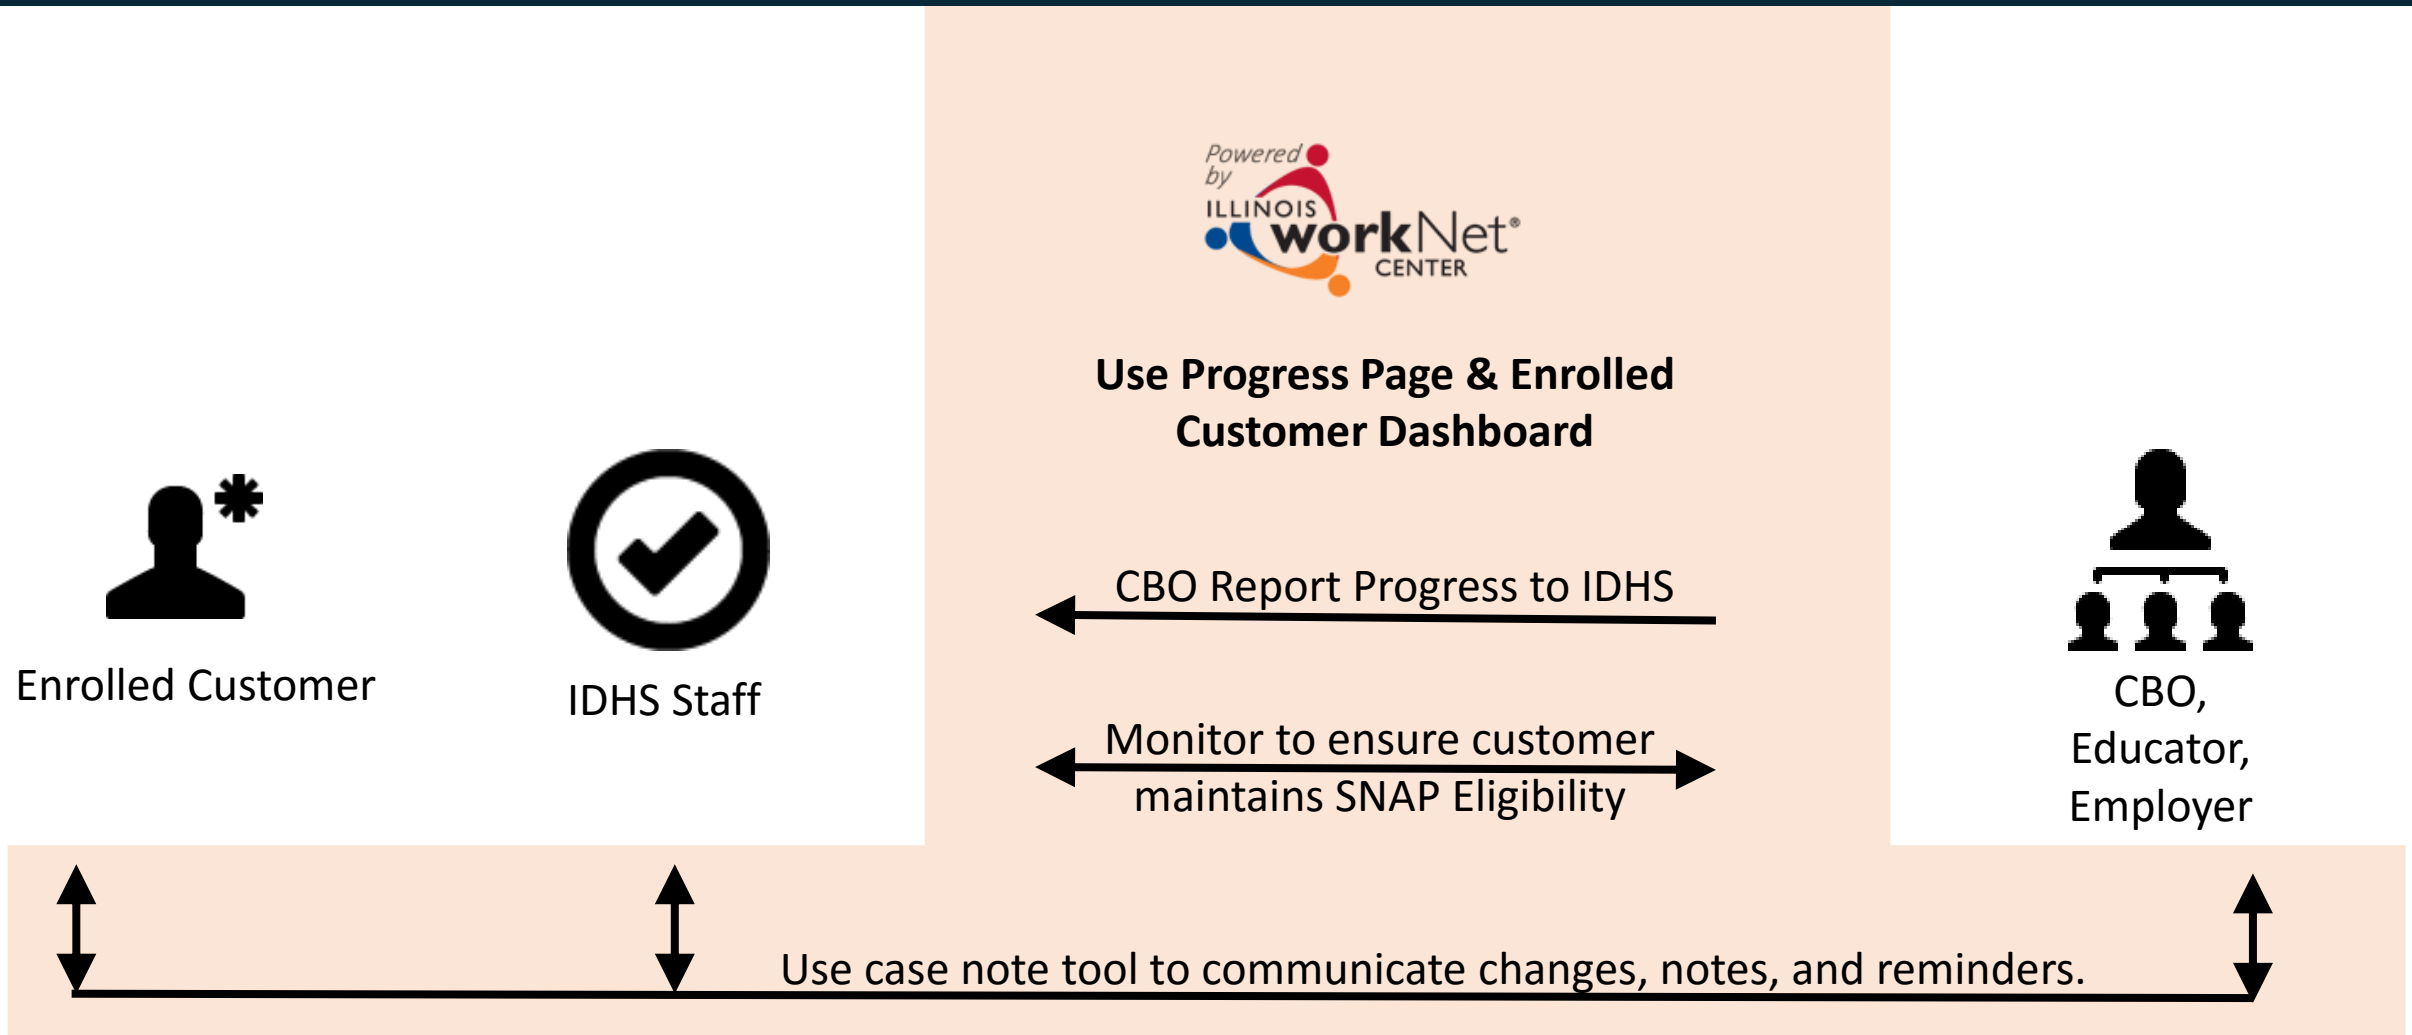 Powered
by
ILLINOIS
workNet®
CENTER
Use Progress Page & Enrolled
Customer Dashboard
CBO Report Progress to IDHS
Enrolled Customer
IDHS Staff
Monitor to ensure customer
maintains SNAP Eligibility
CBO,
Educator,
Employer
Use case note tool to communicate changes, notes, and reminders.